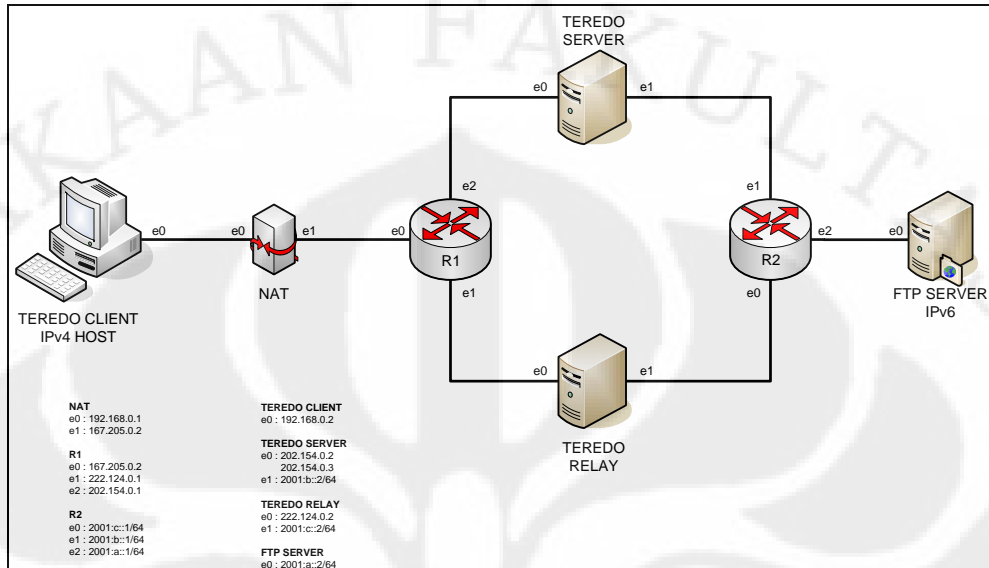 KAAN FAKULT
TEREDO
SERVER
e0
e1
e2
e1
e0
e0
e1
e0
R1
R2
e2
e0
NAT
e1
e0
FTP SERVER
IPv6
TEREDO CLIENT
IPv4 HOST
e0
e1
TEREDO
RELAY
NAT
e0 : 192.168.0.1
e1 : 167.205.0.2
R1
e0 : 167.205.0.2
e1 : 222.124.0.1
e2 : 202.154.0.1
R2
e0 : 2001:c::1/64
e1 : 2001:b::1/64
e2 : 2001:a::1/64
TEREDO CLIENT
e0 : 192.168.0.2
TEREDO SERVER
e0 : 202.154.0.2
202.154.0.3
e1 : 2001:b::2/64
TEREDO RELAY
e0 : 222.124.0.2
e1 : 2001:c::2/64
FTP SERVER
e0 : 2001:a::2/64